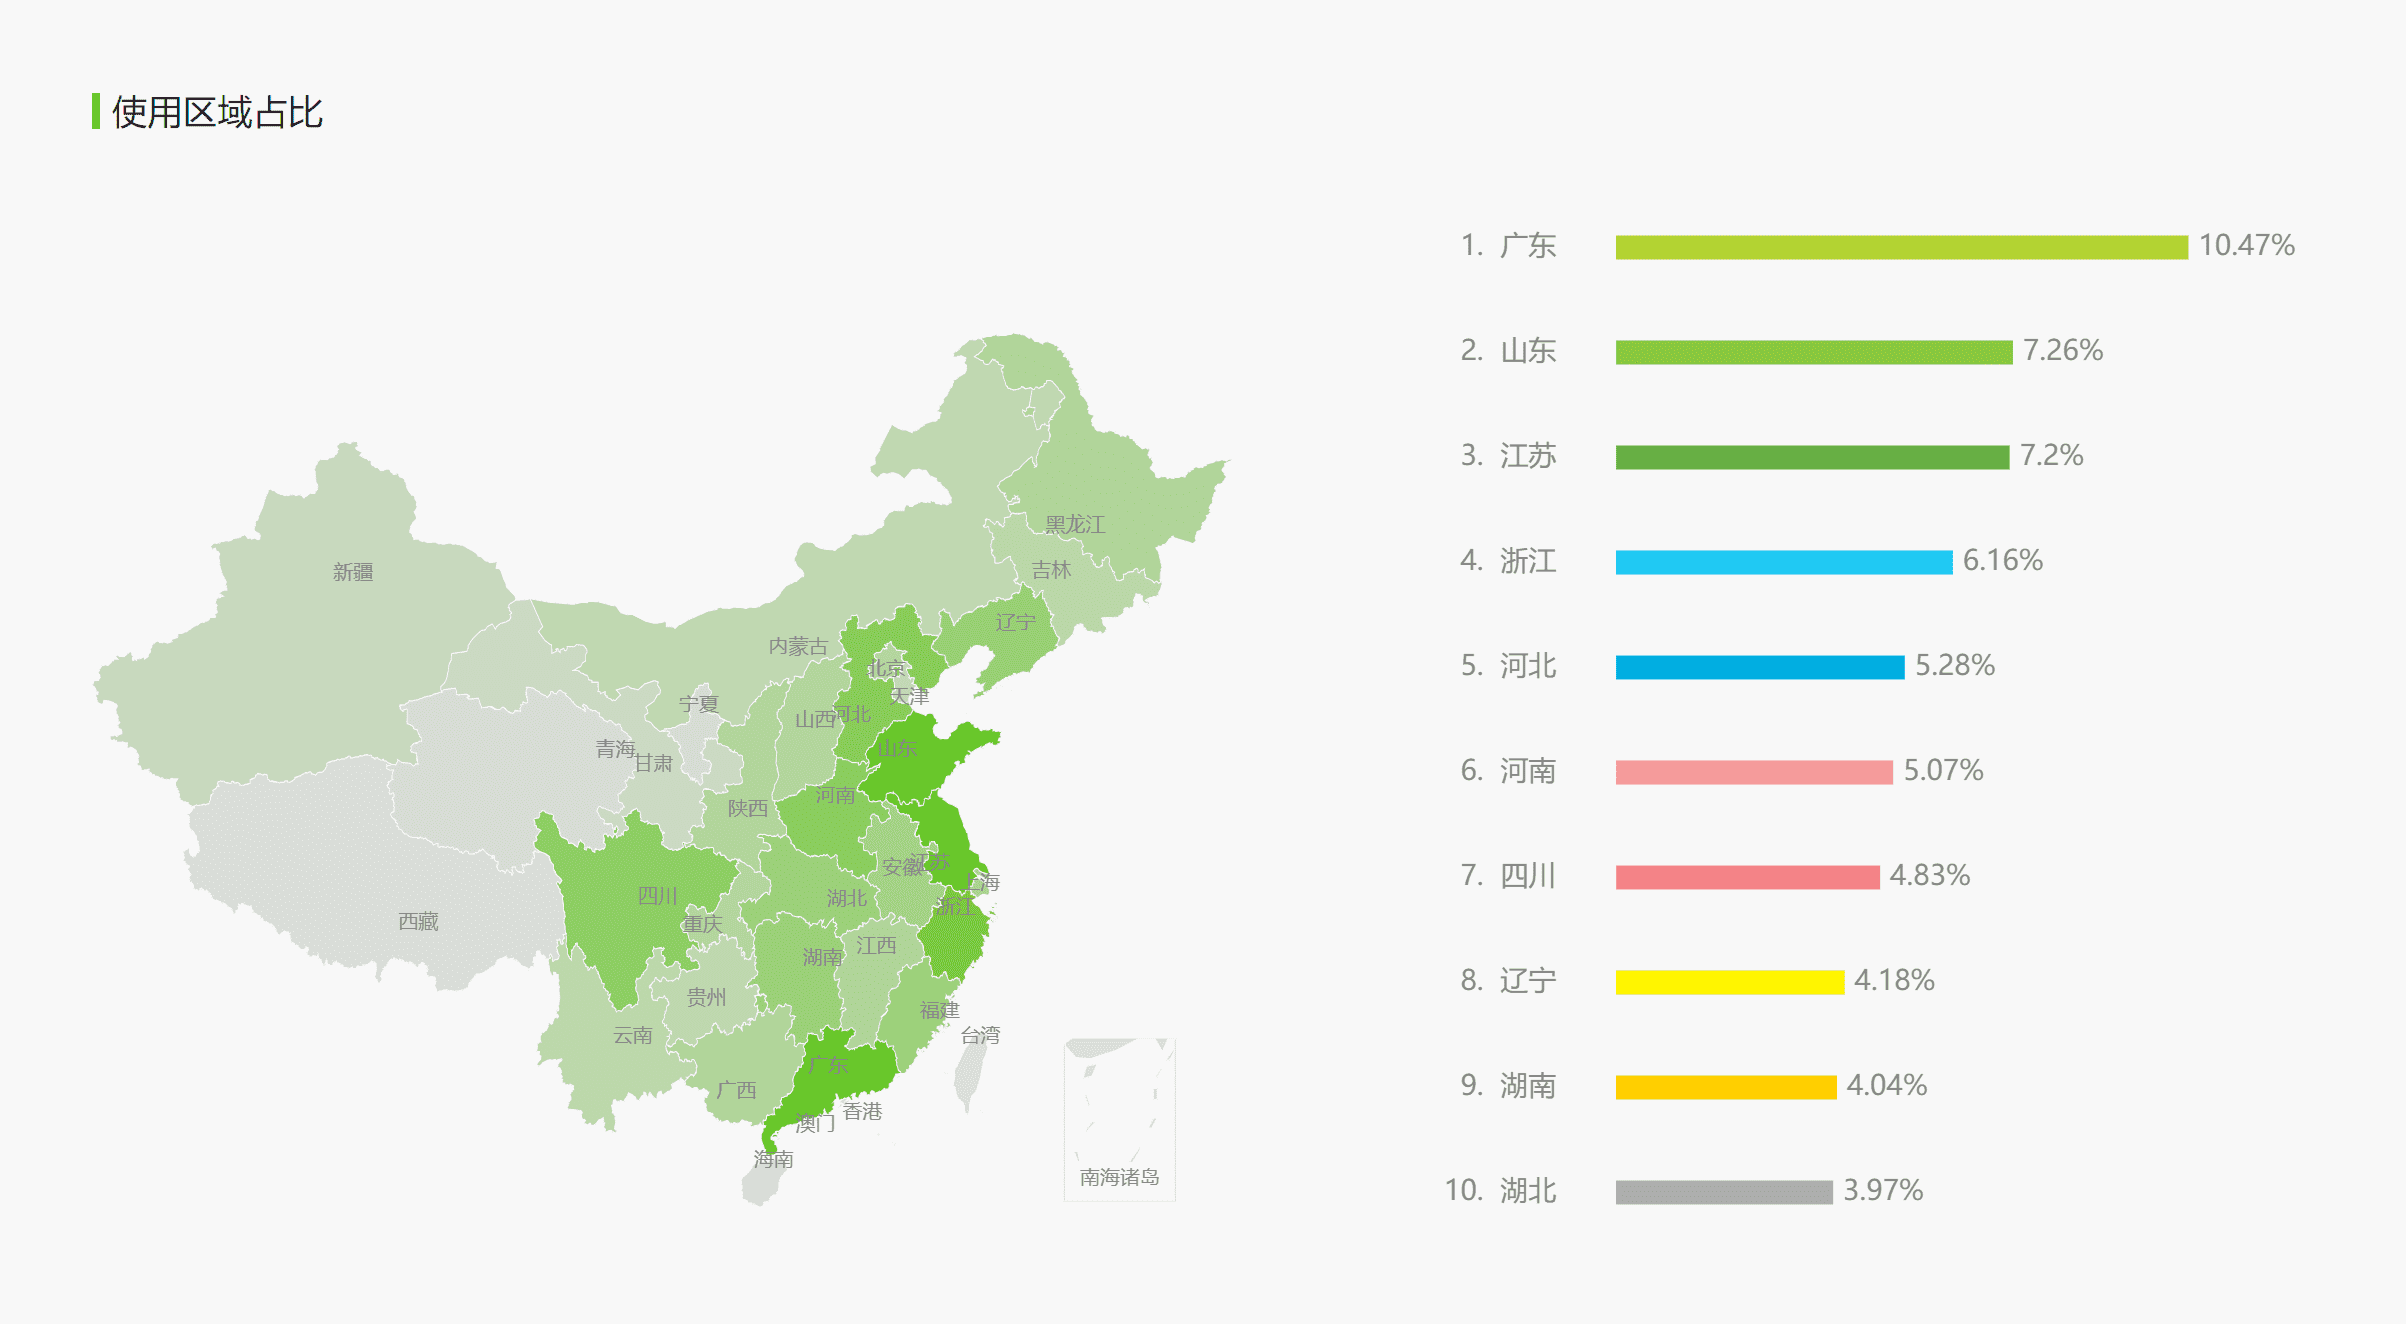 使用区域占比
黑龙江
新疆
吉林
辽宁
内蒙古
北京
天津
宁夏
山西
河北
青海
甘肃
山东
陕西
河南
安徽
江苏
上海
四川
湖北
浙江
西藏
重庆
湖南
江西
贵州
福建
云南
台湾
广东
广西
香港
澳门
海南
南海诸岛
1. 广东 10.47%
2. 山东 7.26%
3. 江苏 7.2%
4. 浙江 6.16%
5. 河北 5.28%
6. 河南 5.07%
7. 四川 4.83%
8. 辽宁 4.18%
9. 湖南 4.04%
10. 湖北 3.97%